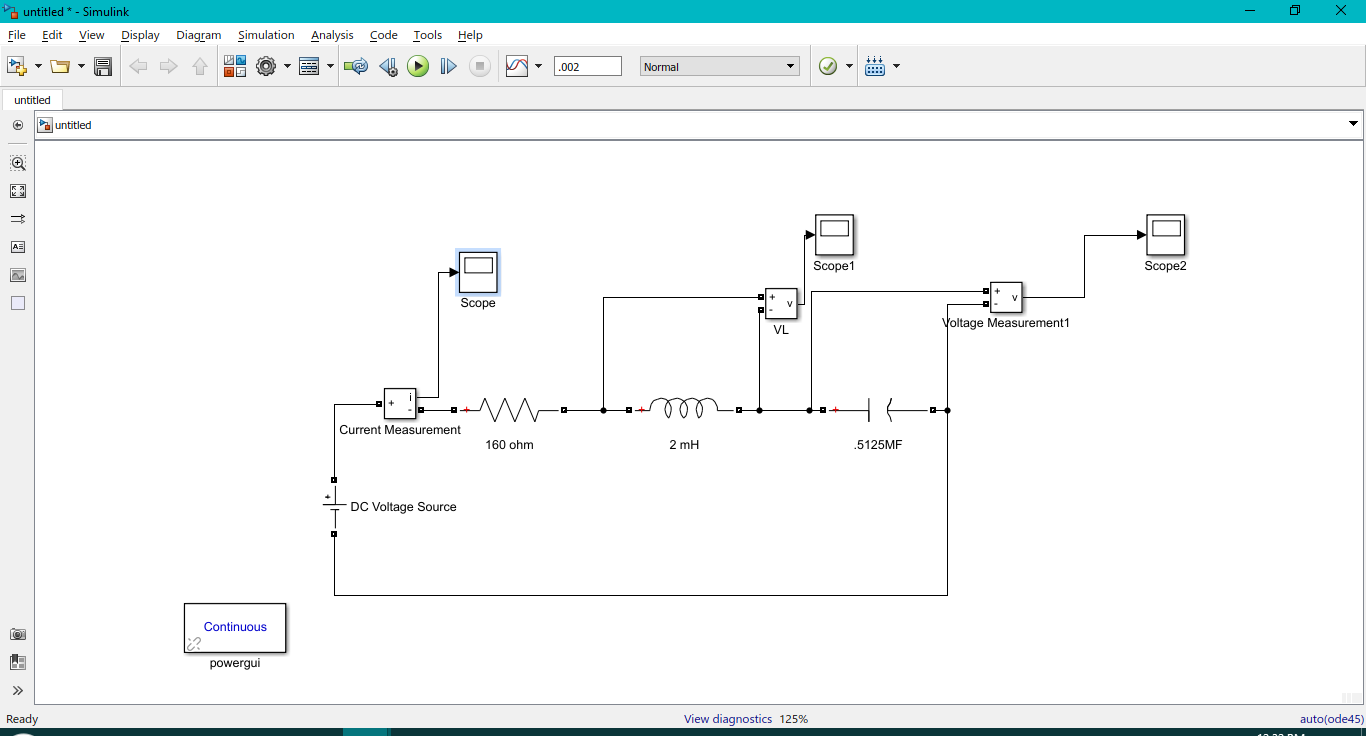 untitled * - Simulink
File Edit View Display Diagram Simulation Analysis Code Tools Help
.002 Normal
untitled
untitled
Scope1
Scope2
Scope
+ v -
VL
+ v -
Voltage Measurement1
+ i -
Current Measurement
+ + +
160 ohm
2 mH
.5125MF
+
DC Voltage Source
Continuous
powergui
Ready View diagnostics 125% auto(ode45)